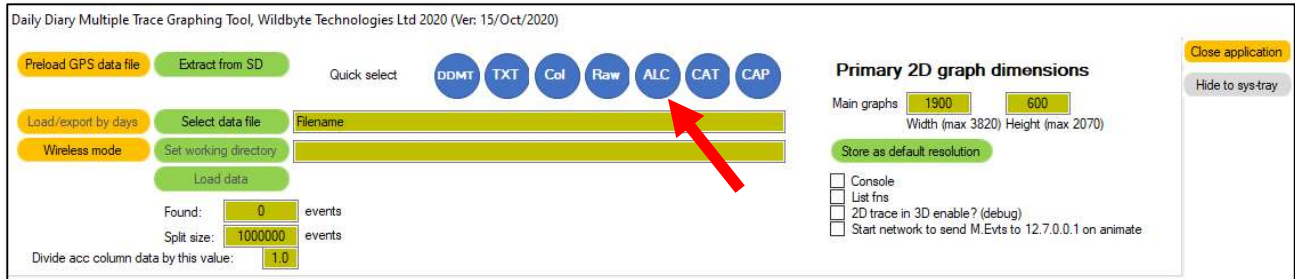 Daily Diary Multiple Trace Graphing Tool, Wildbyte Technologies Ltd 2020 (Ver: 15/Oct/2020)
Preload GPS data file Extract from SD Quick select DDMT TXT Col Raw ALC CAT CAP Primary 2D graph dimensions Close application
Hide to sys-tray
Main graphs 1900 600
Width (max 3820) Height (max 2070)
Load/export by days Select data file Filename
Wireless mode Set working directory Store as default resolution
Load data
Console
List fns
2D trace in 3D enable? (debug)
Start network to send M.Evts to 12.7.0.0.1 on animate
Found: 0 events
Split size: 1000000 events
Divide acc column data by this value: 1.0